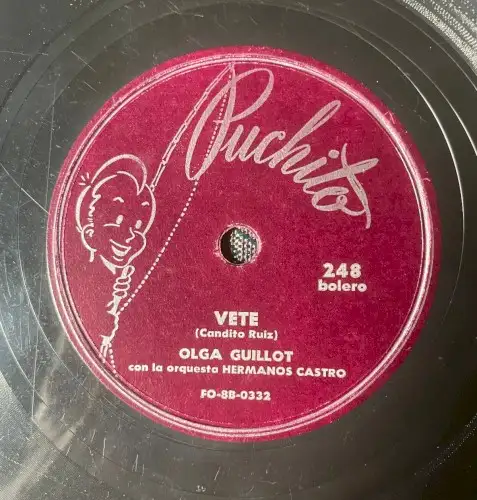 Puchito
248
bolero
VETE
(Candito Ruiz)
OLGA GUILLOT
con la orquesta HERMANOS CASTRO
FO-8B-0332